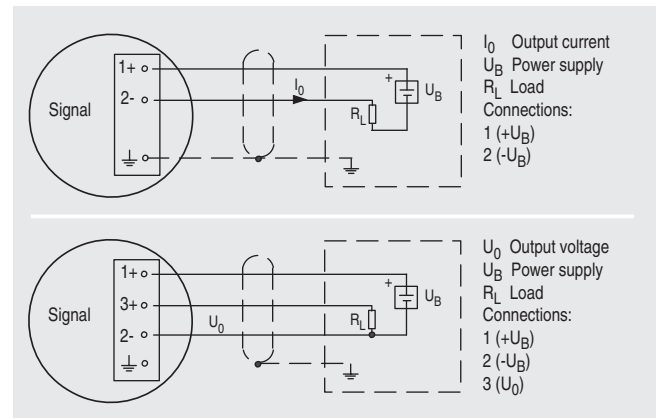 1+
2-
Signal
I0
+
UB
RL
I0 Output current
UB Power supply
RL Load
Connections:
1 (+UB)
2 (-UB)
1+
3+
2-
Signal
U0
+
UB
RL
U0 Output voltage
UB Power supply
RL Load
Connections:
1 (+UB)
2 (-UB)
3 (U0)